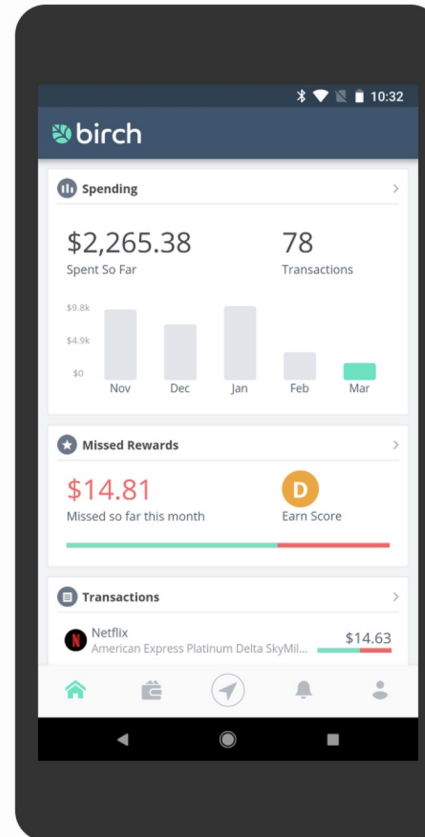 10:32
birch
Spending
$2,265.38 78
Spent So Far Transactions
$9.8k
$4.9k
$0
Nov Dec Jan Feb Mar
Missed Rewards
$14.81 D
Missed so far this month Earn Score
Transactions
N Netflix $14.63
American Express Platinum Delta SkyMil...